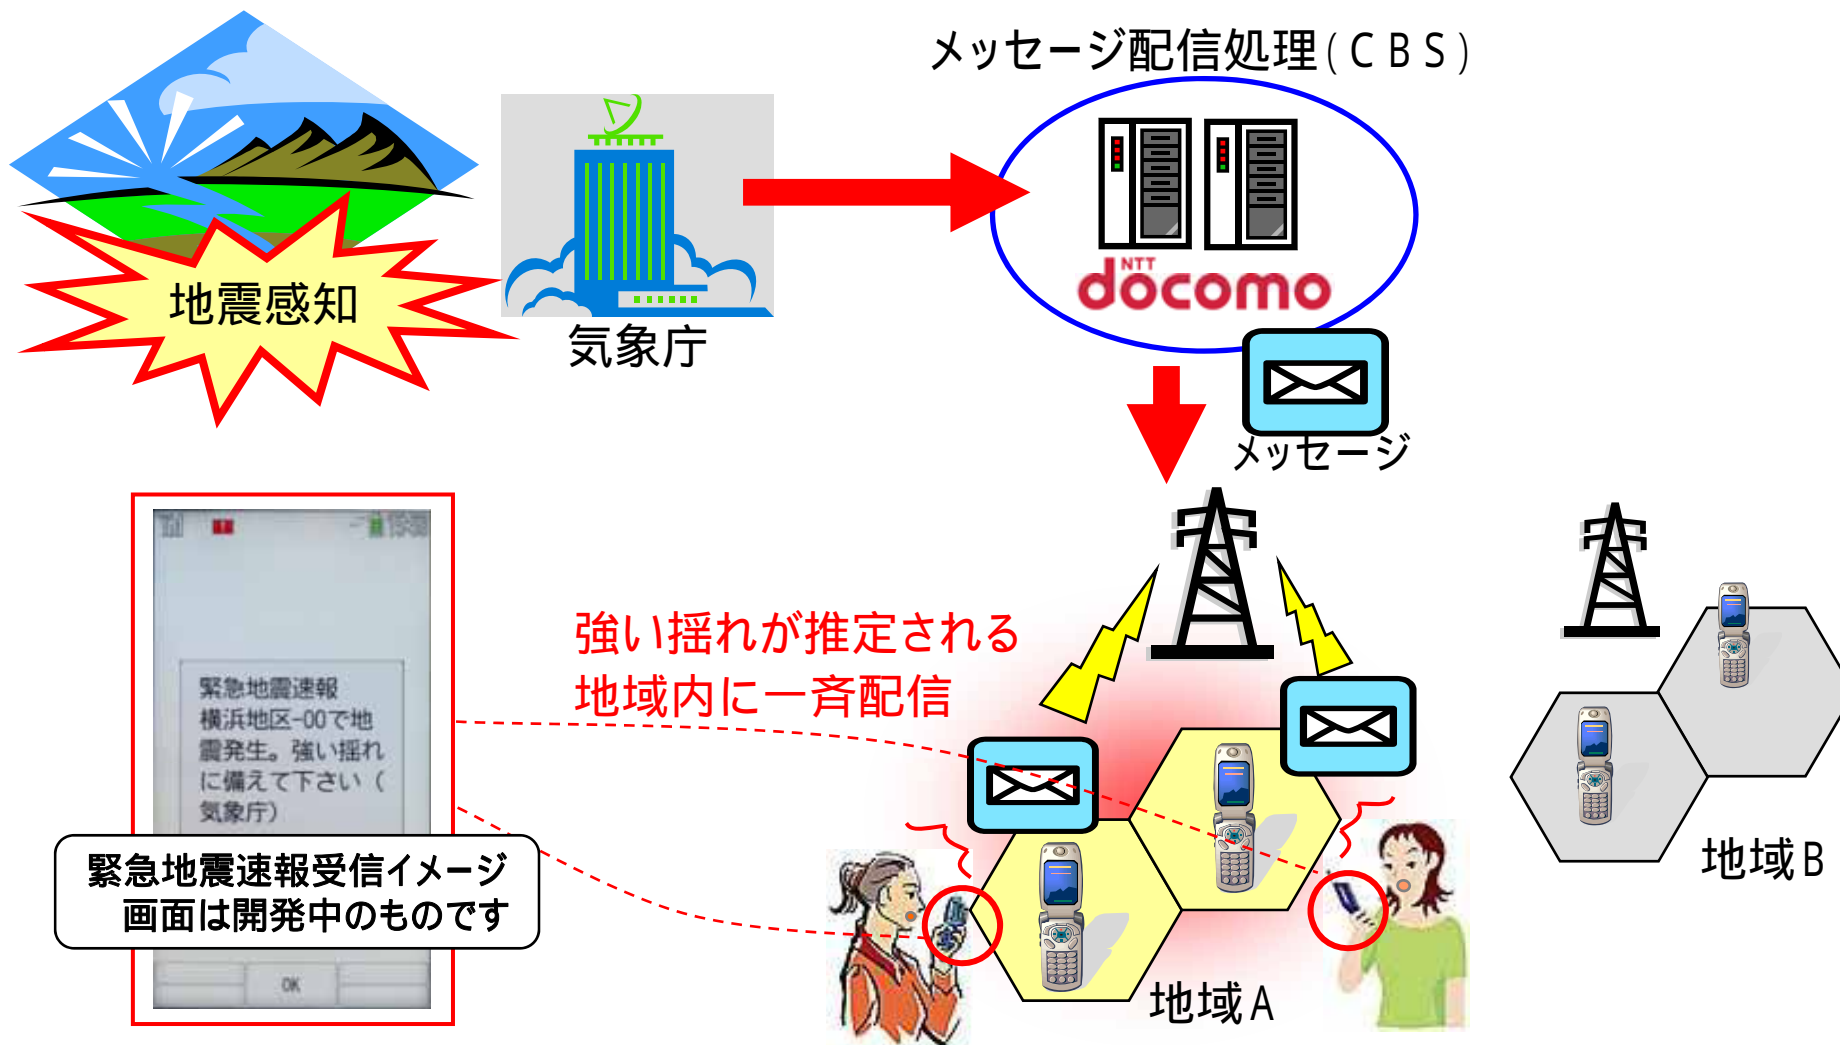 メッセージ配信処理(CBS)
地震感知
気象庁
NTT
döcomo
メッセージ
強い揺れが推定される
地域内に一斉配信
緊急地震速報
横浜地区-00で地
震発生。強い揺れ
に備えて下さい(
気象庁)
緊急地震速報受信イメージ
画面は開発中のものです
OK
地域A
地域B